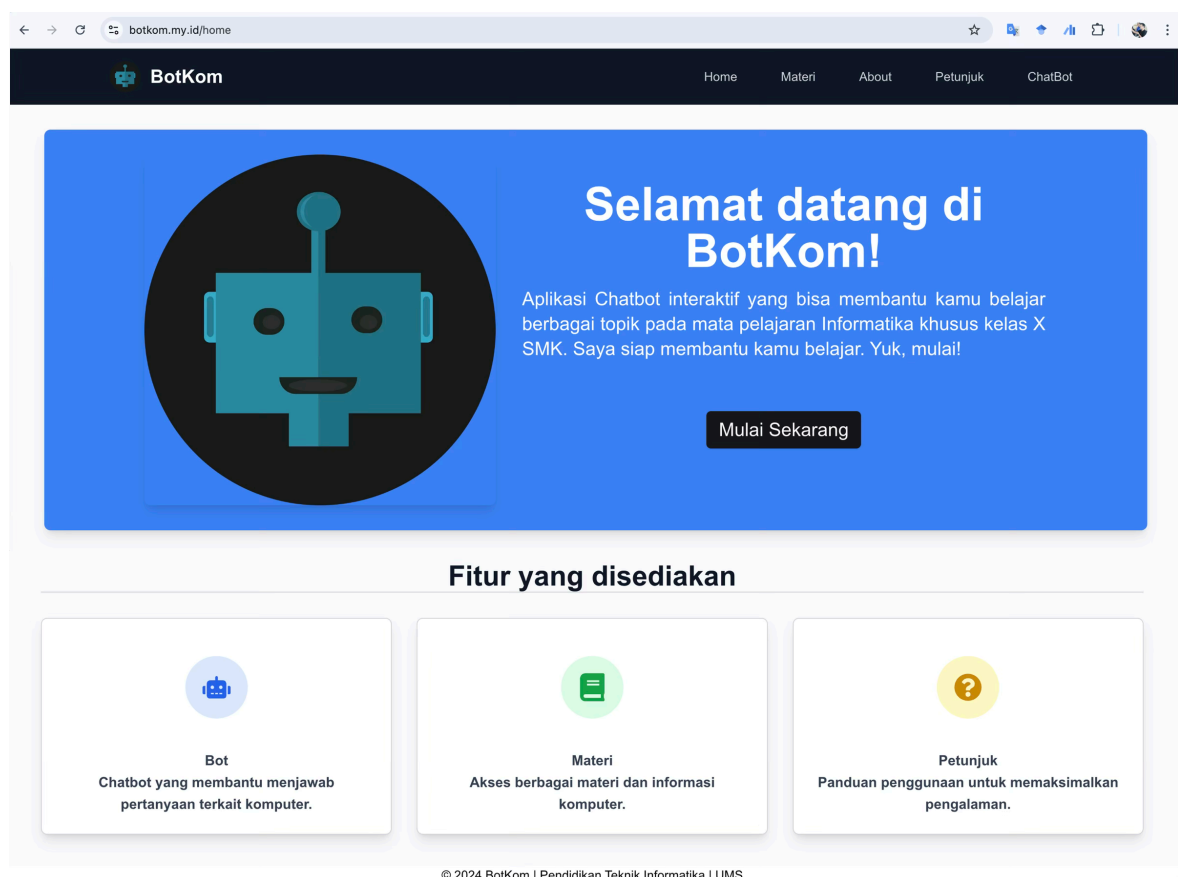 botkom.my.id/home
BotKom
Home Materi About Petunjuk ChatBot
Selamat datang di
BotKom!
Aplikasi Chatbot interaktif yang bisa membantu kamu belajar
berbagai topik pada mata pelajaran Informatika khusus kelas X
SMK. Saya siap membantu kamu belajar. Yuk, mulai!
Mulai Sekarang
Fitur yang disediakan
Bot
Chatbot yang membantu menjawab
pertanyaan terkait komputer.
Materi
Akses berbagai materi dan informasi
komputer.
Petunjuk
Panduan penggunaan untuk memaksimalkan
pengalaman.
© 2024 BotKom | Pendidikan Teknik Informatika | UMS